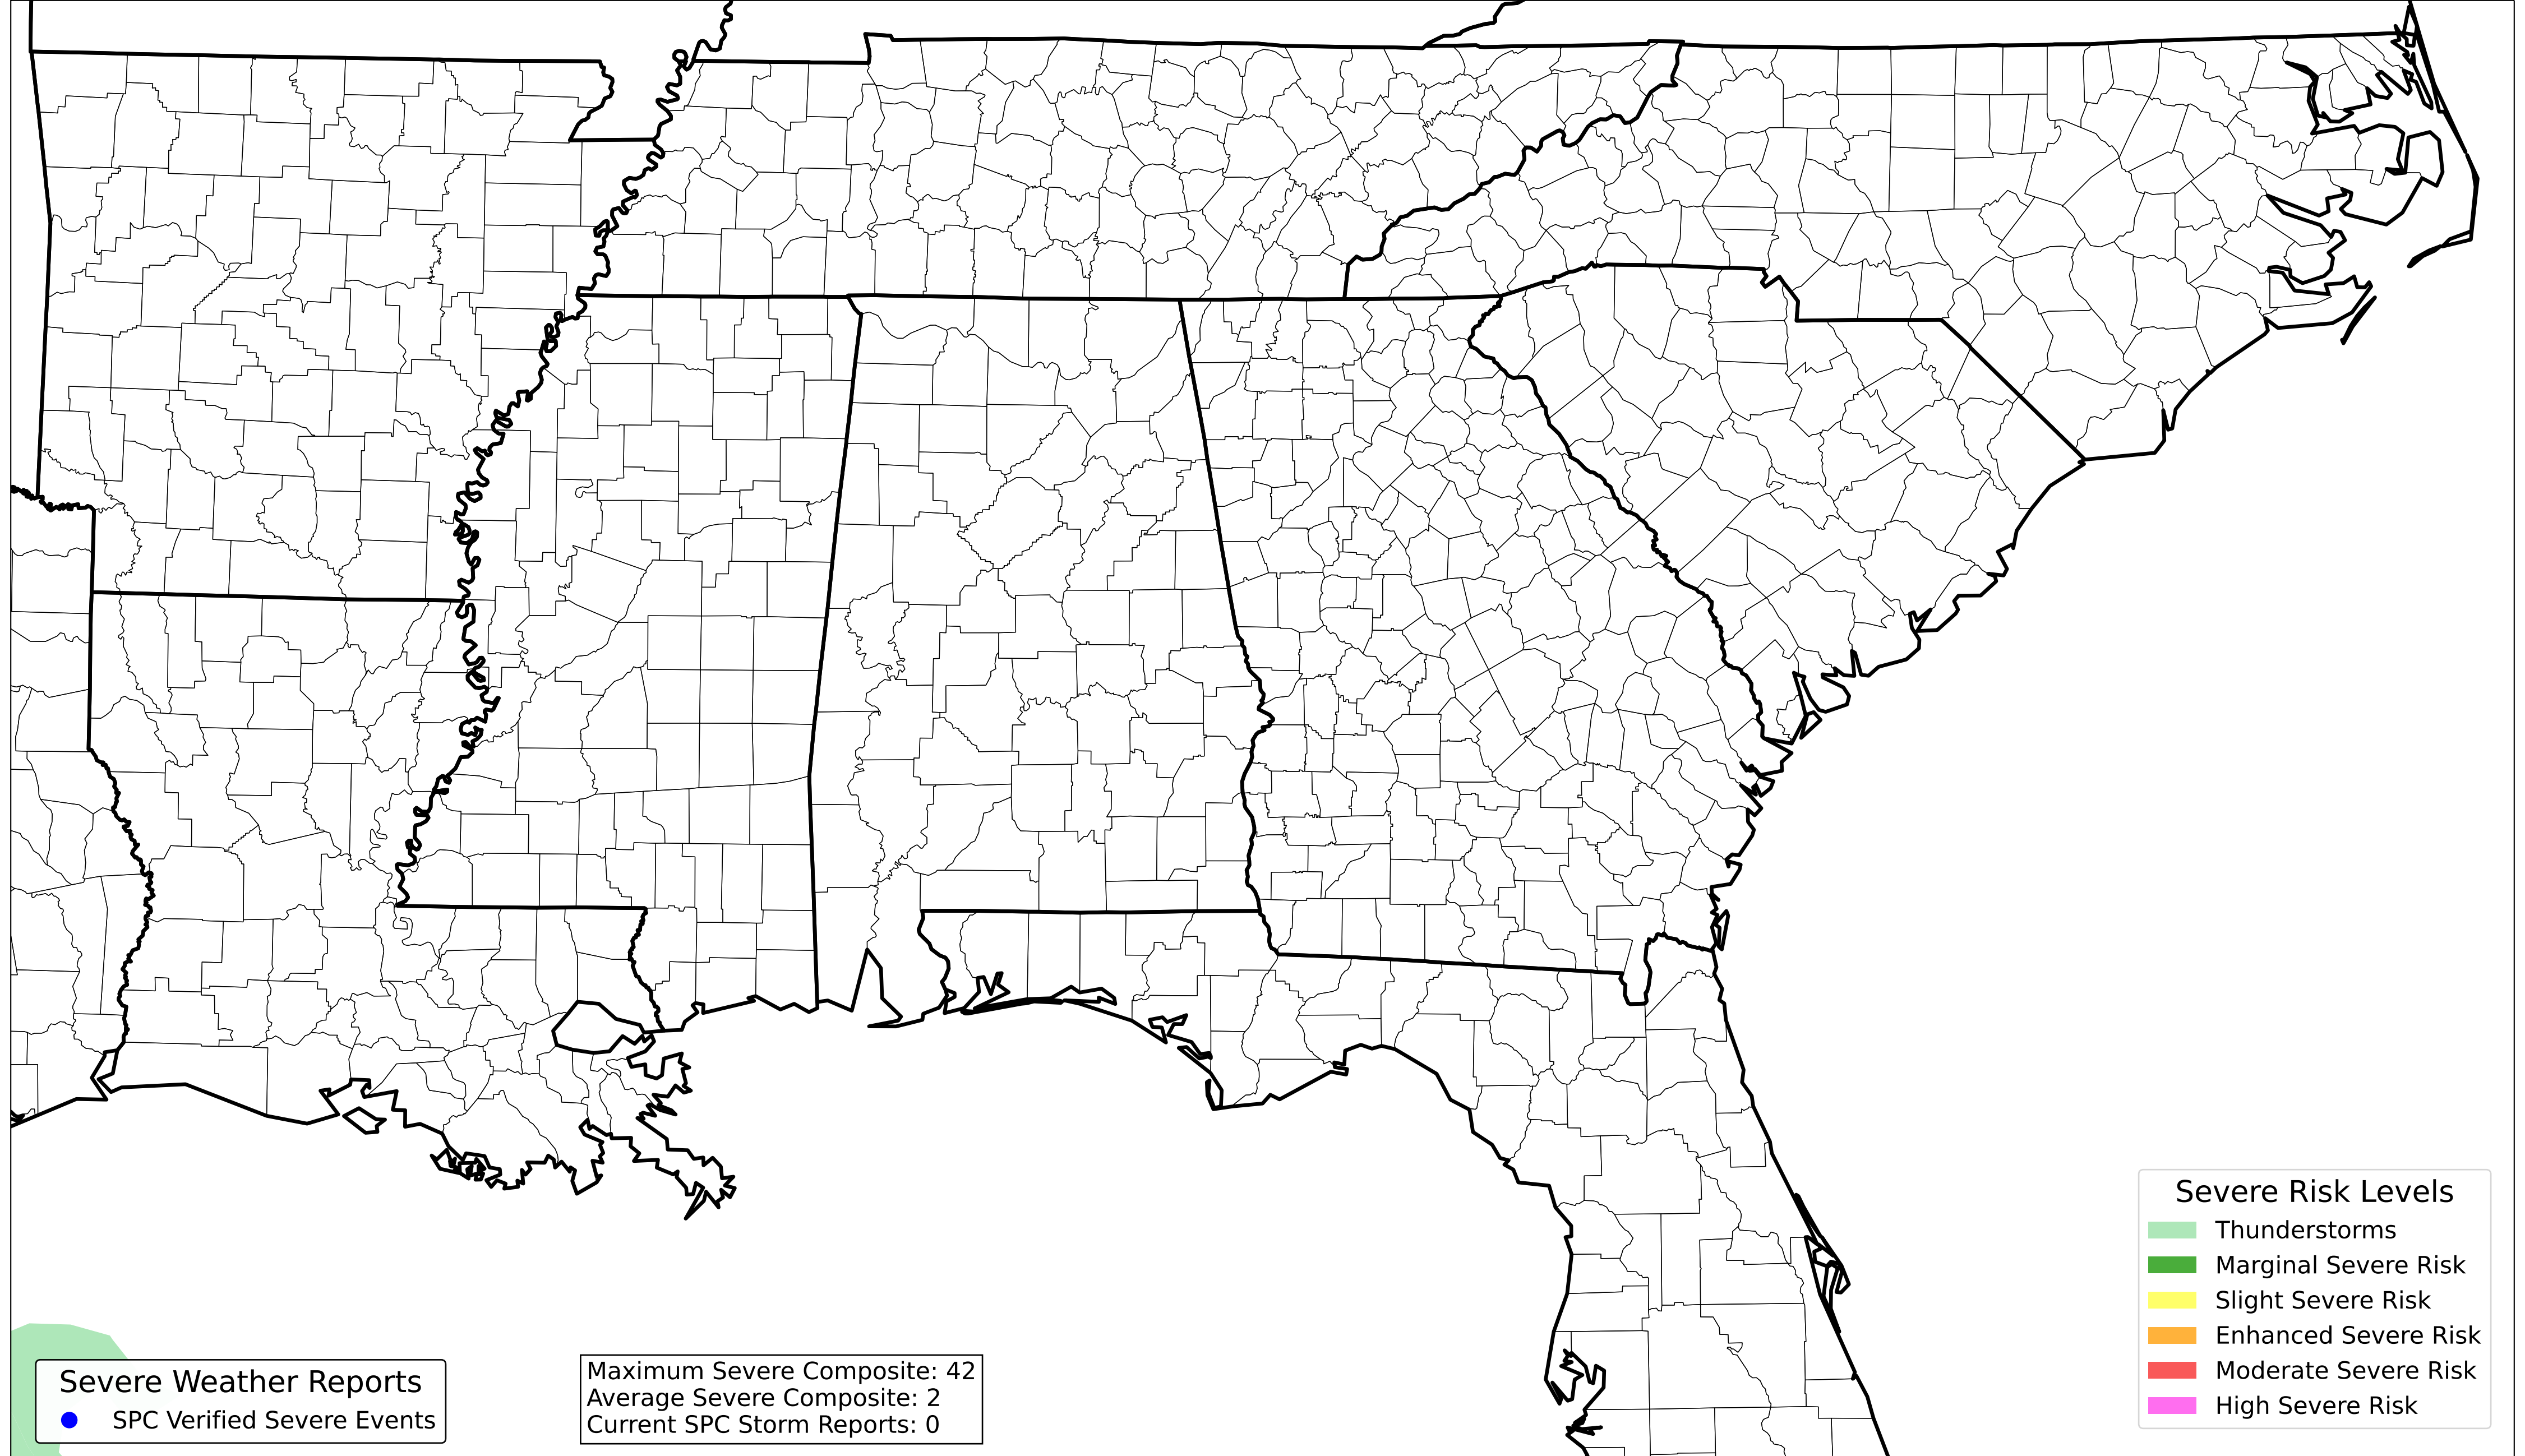 Severe Weather Reports
SPC Verified Severe Events
Maximum Severe Composite: 42
Average Severe Composite: 2
Current SPC Storm Reports: 0
Severe Risk Levels
Thunderstorms
Marginal Severe Risk
Slight Severe Risk
Enhanced Severe Risk
Moderate Severe Risk
High Severe Risk